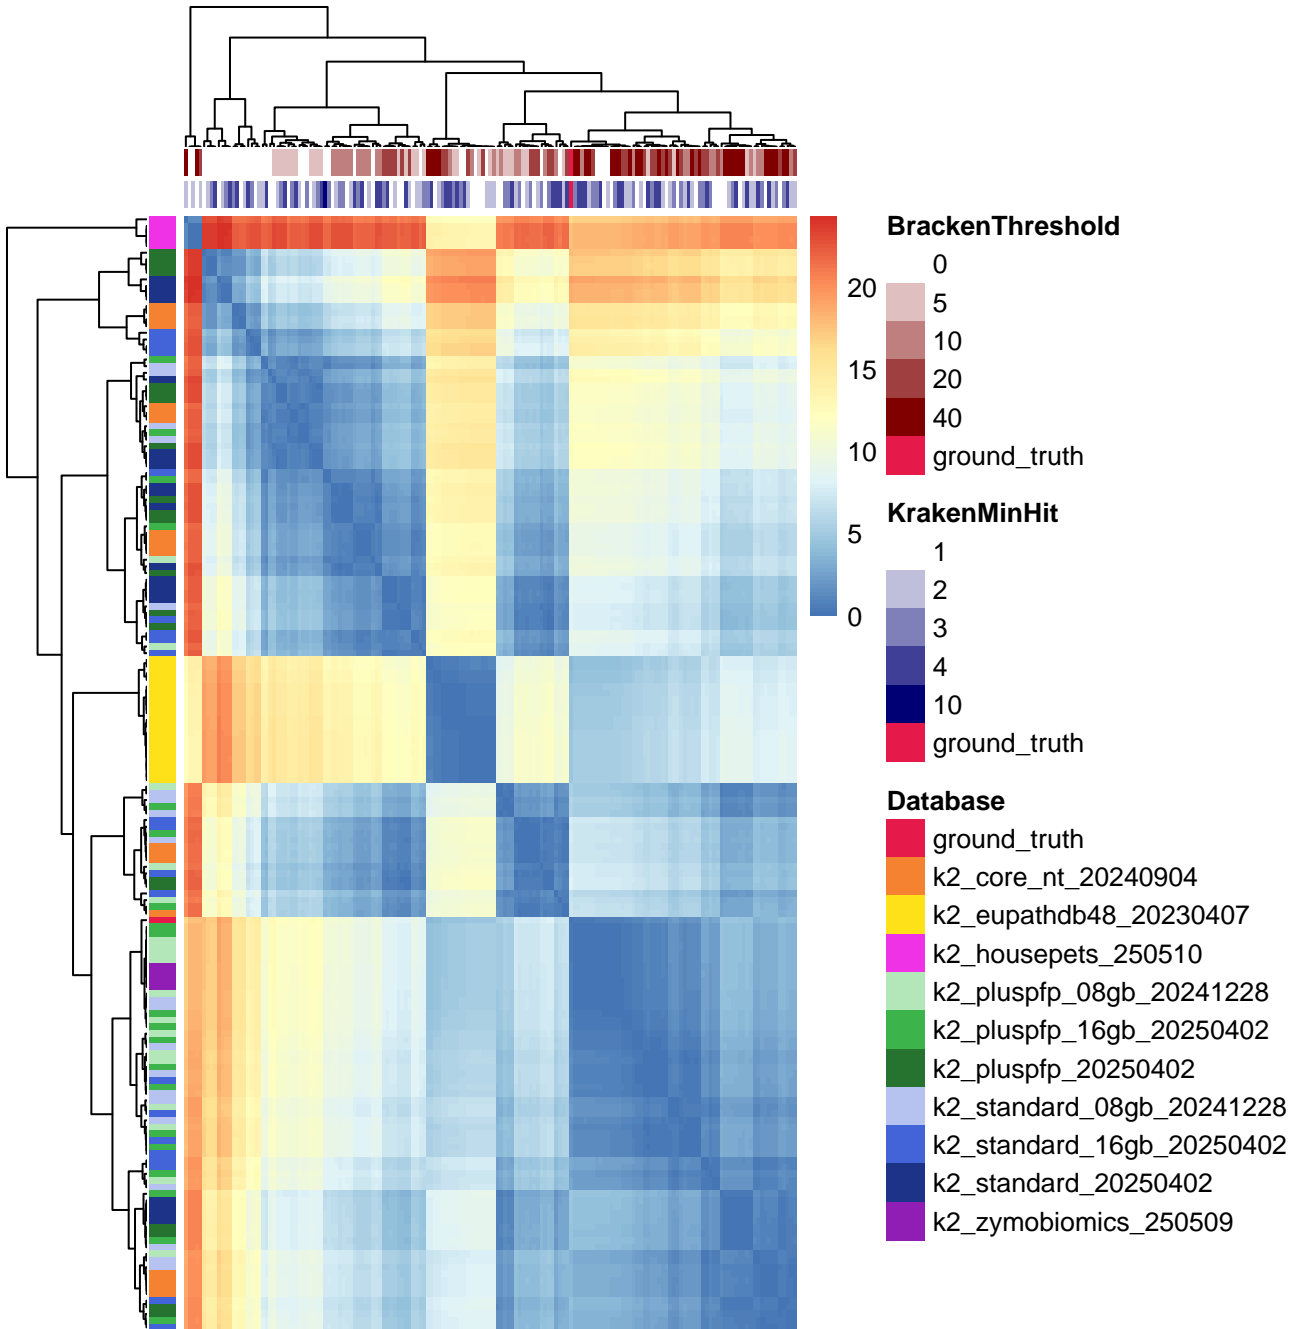 20
15
10
5
0
BrackenThreshold
0
5
10
20
40
ground_truth
KrakenMinHit
1
2
3
4
10
ground_truth
Database
ground_truth
k2_core_nt_20240904
k2_eupathdb48_20230407
k2_housepets_250510
k2_pluspfp_08gb_20241228
k2_pluspfp_16gb_20250402
k2_pluspfp_20250402
k2_standard_08gb_20241228
k2_standard_16gb_20250402
k2_standard_20250402
k2_zymobiomics_250509